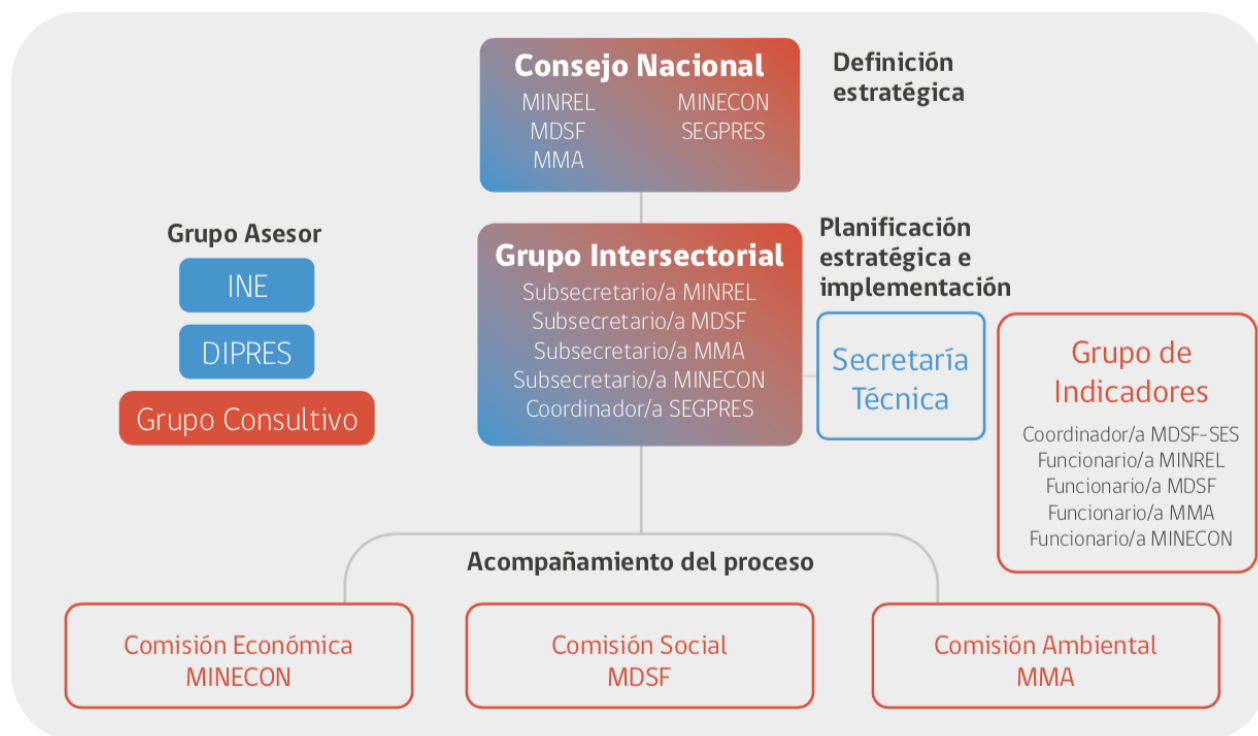 Consejo Nacional
MINREL
MDSF
MMA
MINECON
SEGPRES
Definición
estratégica
Grupo Asesor
INE
DIPRES
Grupo Consultivo
Grupo Intersectorial
Subsecretario/a MINREL
Subsecretario/a MDSF
Subsecretario/a MMA
Subsecretario/a MINECON
Coordinador/a SEGPRES
Planificación
estratégica e
implementación
Secretaría
Técnica
Grupo de
Indicadores
Coordinador/a MDSF-SES
Funcionario/a MINREL
Funcionario/a MDSF
Funcionario/a MMA
Funcionario/a MINECON
Acompañamiento del proceso
Comisión Económica
MINECON
Comisión Social
MDSF
Comisión Ambiental
MMA